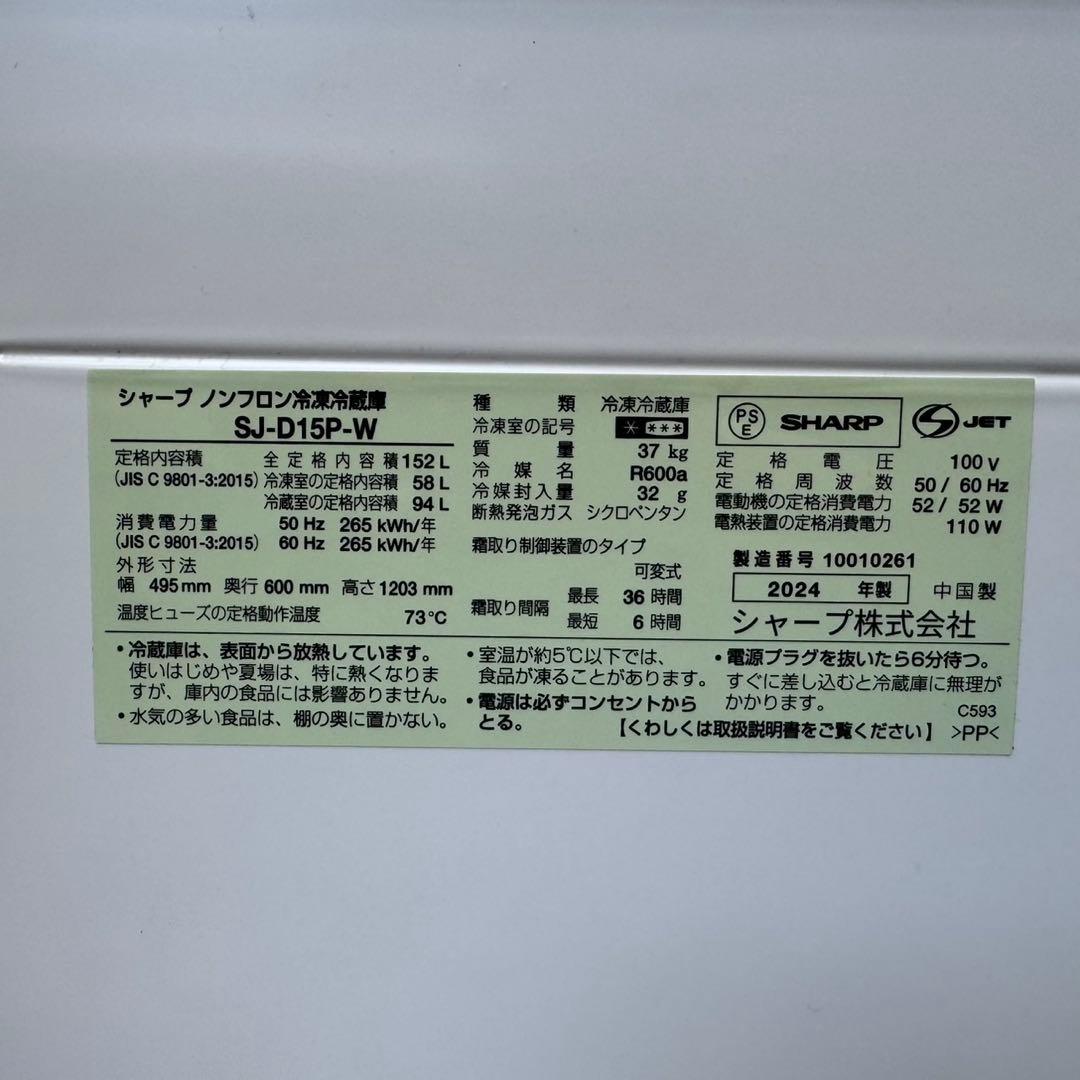 シャープ ノンフロン冷凍冷蔵庫
SJ-D15P-W
定格内容積 全定格内容積 152 L
(JIS C 9801-3:2015) 冷凍室の定格内容積 58 L
冷蔵室の定格内容積 94 L
消費電力量 50 Hz 265 kWh/年
(JIS C 9801-3:2015) 60 Hz 265 kWh/年
外形寸法
幅 495 mm 奥行 600 mm 高さ 1203 mm
温度ヒューズの定格動作温度 73℃
種類 冷凍冷蔵庫
冷凍室の記号 * ***
質量 37 kg
冷媒名 R600a
冷媒封入量 32 g
断熱発泡ガス シクロペンタン
霜取り制御装置のタイプ
可変式
霜取り間隔 最長 36 時間
最短 6 時間
PS
E
SHARP
S JET
定格電圧 100 V
定格周波数 50 / 60 Hz
電動機の定格消費電力 52 / 52 W
電熱装置の定格消費電力 110 W
製造番号 10010261
2024 年製 中国製
シャープ株式会社
・冷蔵庫は、表面から放熱しています。
使いはじめや夏場は、特に熱くなりま
すが、庫内の食品には影響ありません。
・水気の多い食品は、棚の奥に置かない。
・室温が約5℃以下では、
食品が凍ることがあります。
・電源は必ずコンセントから
とる。
・電源プラグを抜いたら6分待つ。
すぐに差し込むと冷蔵庫に無理が
かかります。
C593
【くわしくは取扱説明書をご覧ください】 >PP<